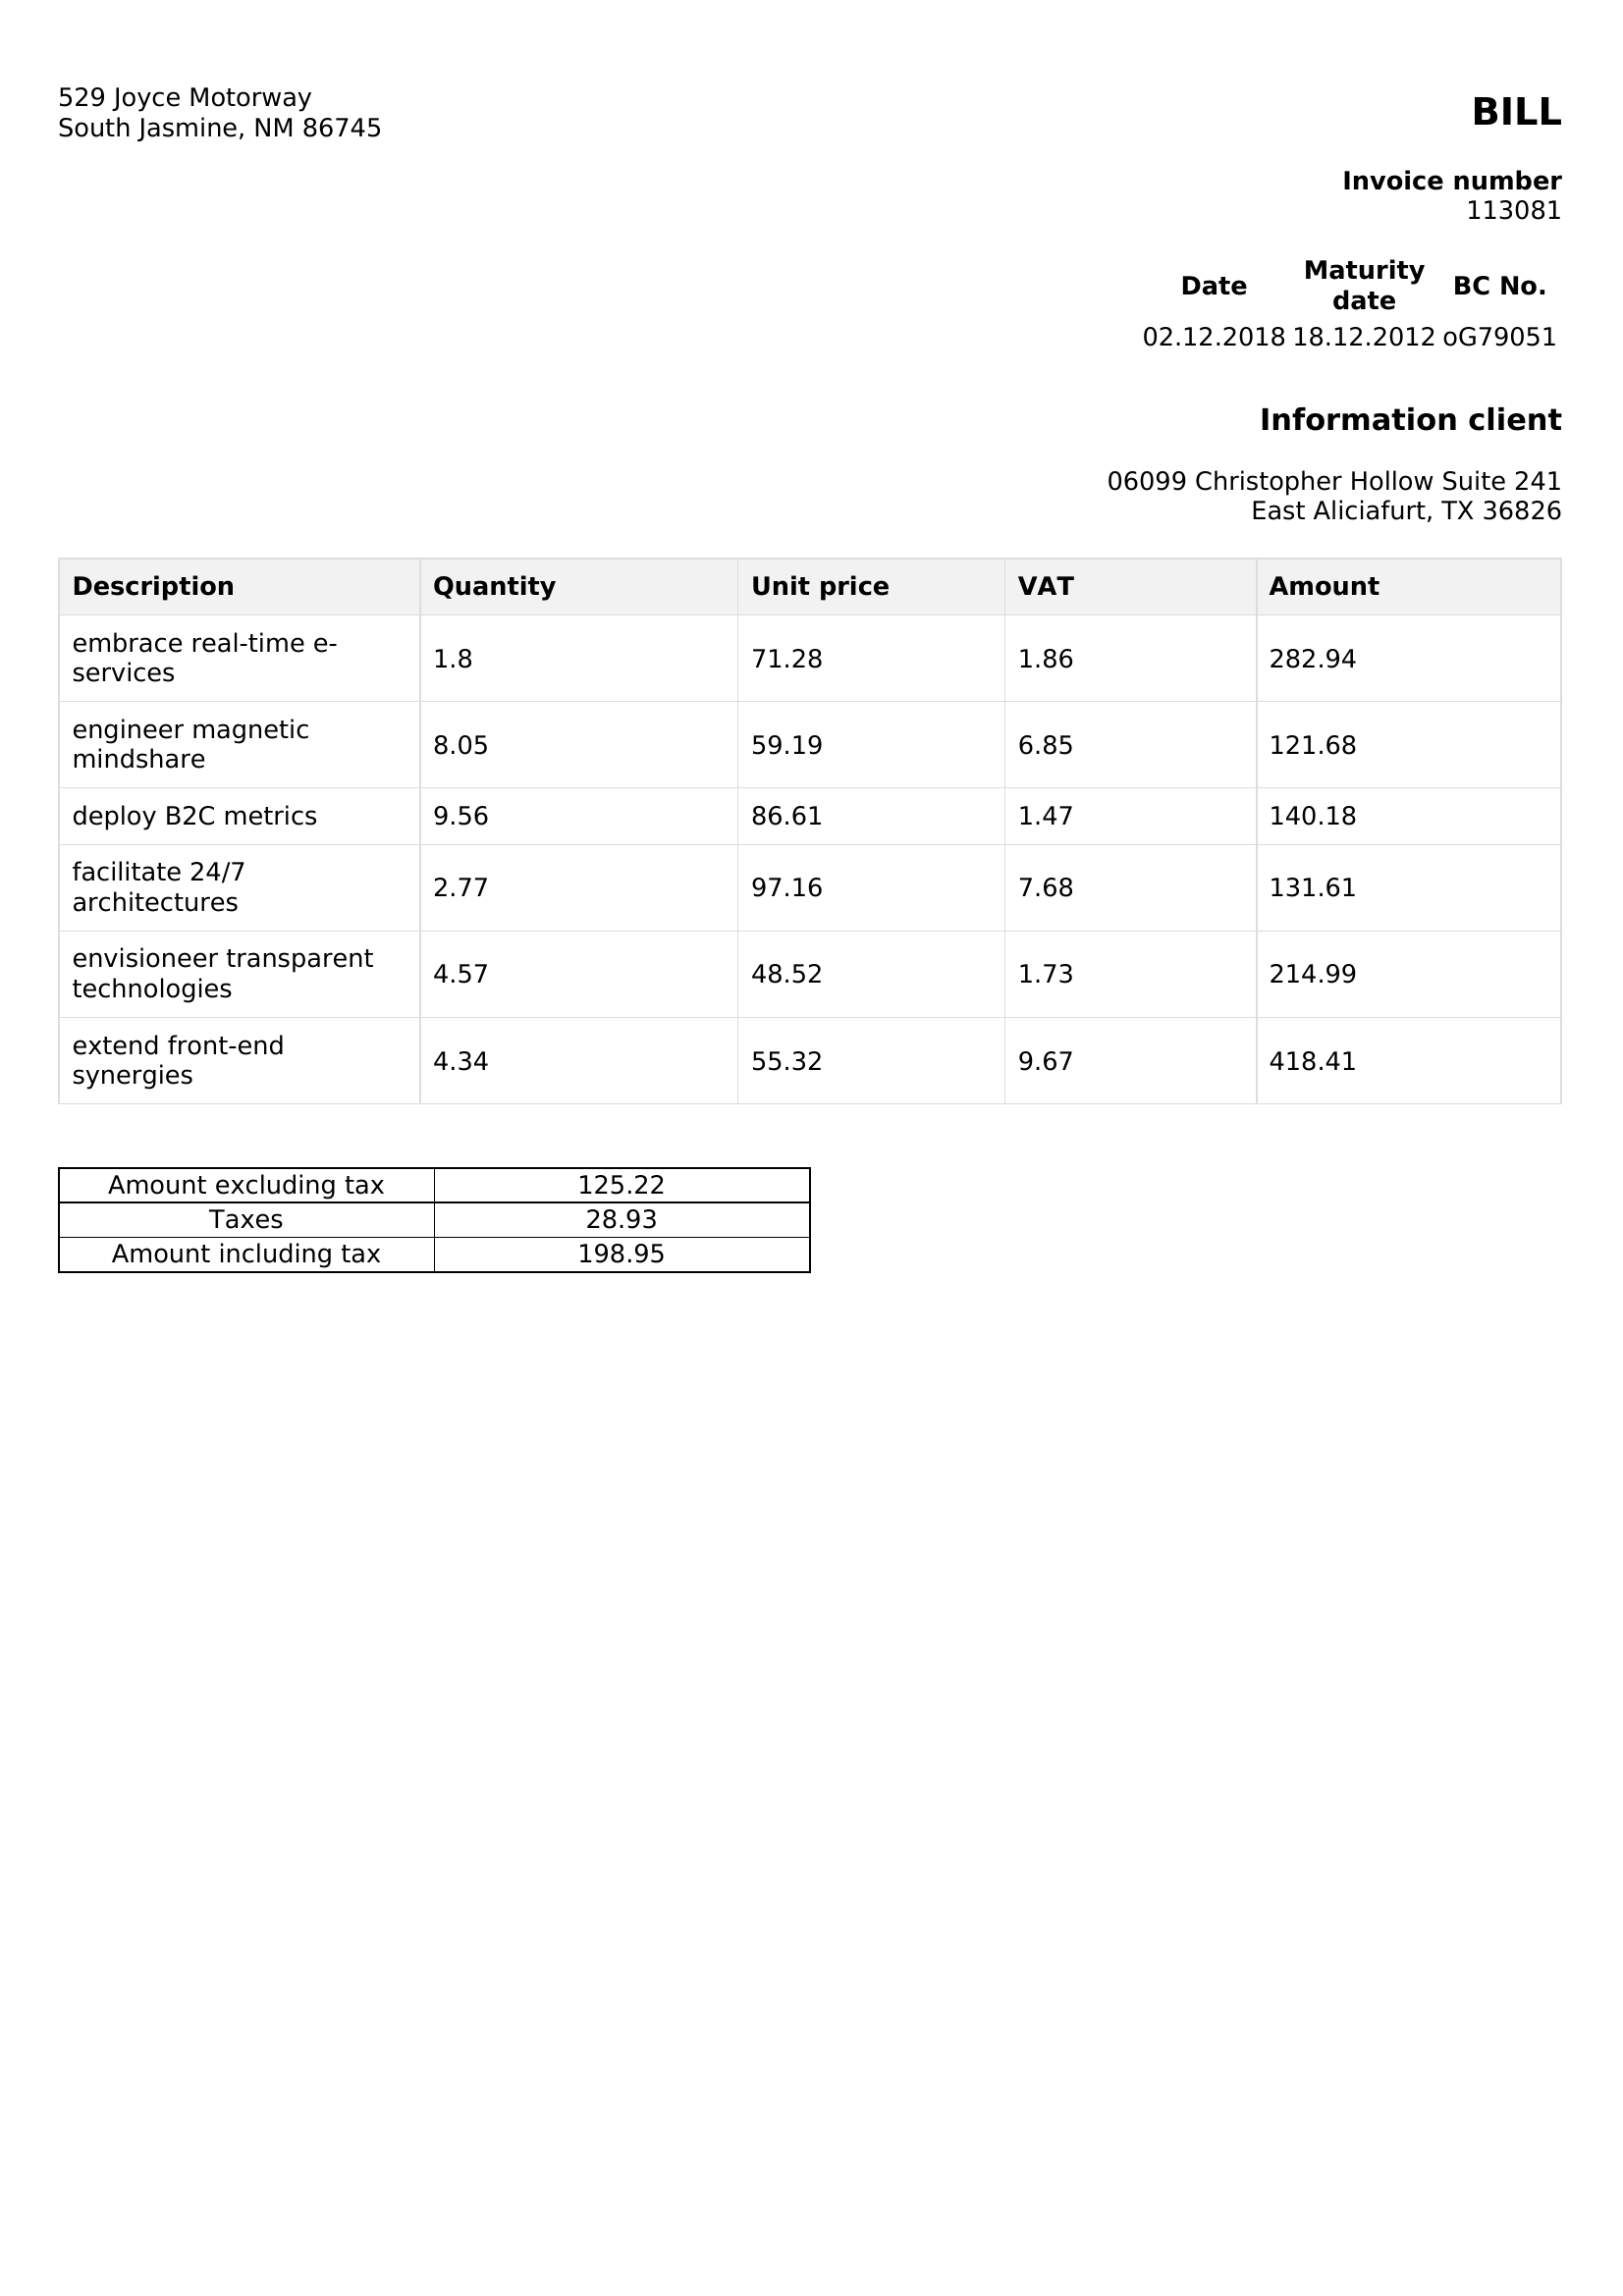 529 Joyce Motorway
South Jasmine, NM 86745
BILL
Invoice number
113081
Date Maturity date BC No.
02.12.2018 18.12.2012 oG79051
Information client
06099 Christopher Hollow Suite 241
East Aliciafurt, TX 36826
Description Quantity Unit price VAT Amount
embrace real-time e-
services 1.8 71.28 1.86 282.94
engineer magnetic
mindshare 8.05 59.19 6.85 121.68
deploy B2C metrics 9.56 86.61 1.47 140.18
facilitate 24/7
architectures 2.77 97.16 7.68 131.61
envisioneer transparent
technologies 4.57 48.52 1.73 214.99
extend front-end
synergies 4.34 55.32 9.67 418.41
Amount excluding tax 125.22
Taxes 28.93
Amount including tax 198.95